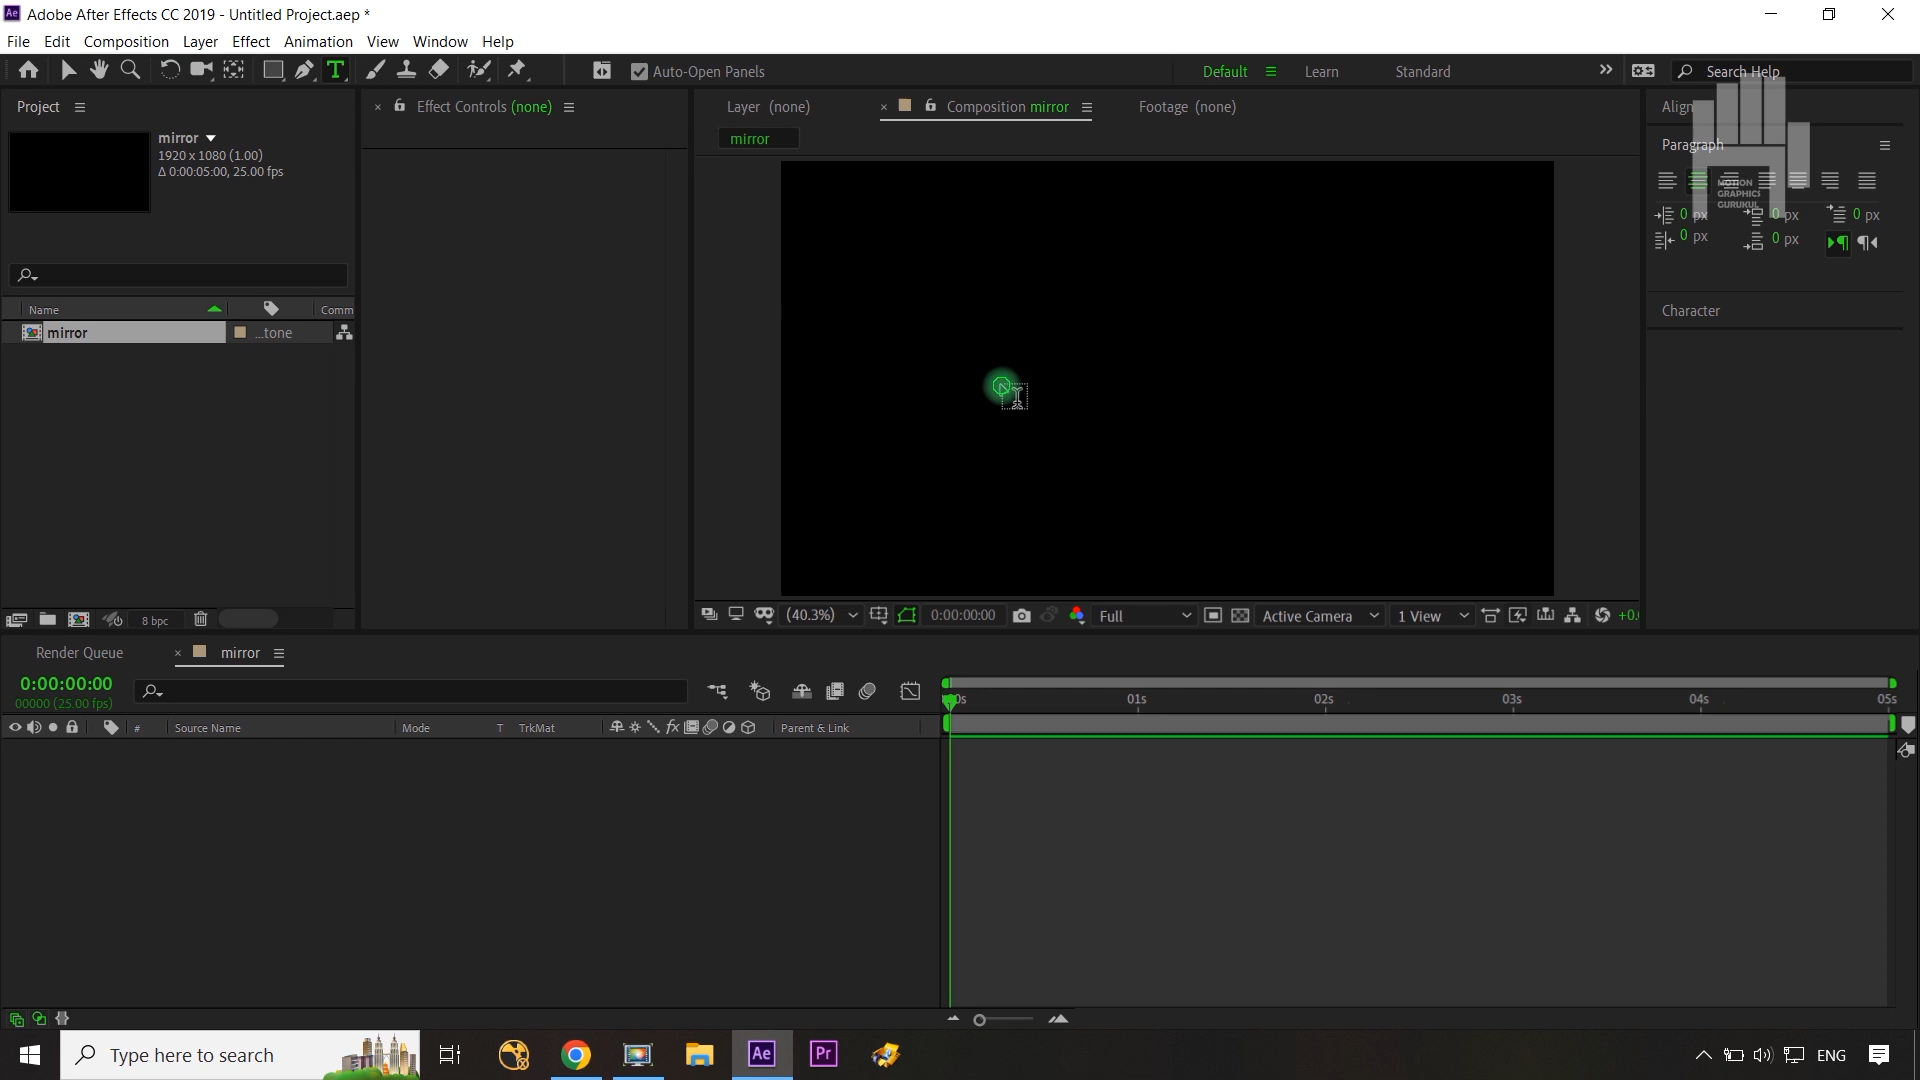 Adobe After Effects CC 2019 - Untitled Project.aep *
File Edit Composition Layer Effect Animation View Window Help
Auto-Open Panels
Default
Learn
Standard
Search Help
Project
Effect Controls (none)
Layer (none)
Composition mirror
Footage (none)
Align
mirror
1920 x 1080 (1.00)
Δ 0:00:05:00, 25.00 fps
mirror
Paragraph
MOTION
GRAPHICS
GURUKUL
0 px
0 px
0 px
0 px
0 px
Name
Comm
mirror
...tone
Character
8 bpc
(40.3%)
0:00:00:00
Full
Active Camera
1 View
+0.
Render Queue
mirror
0:00:00:00
00000 (25.00 fps)
0s 01s 02s 03s 04s 05s
# Source Name Mode T TrkMat fx Parent & Link
Type here to search
Ae
Pr
ENG